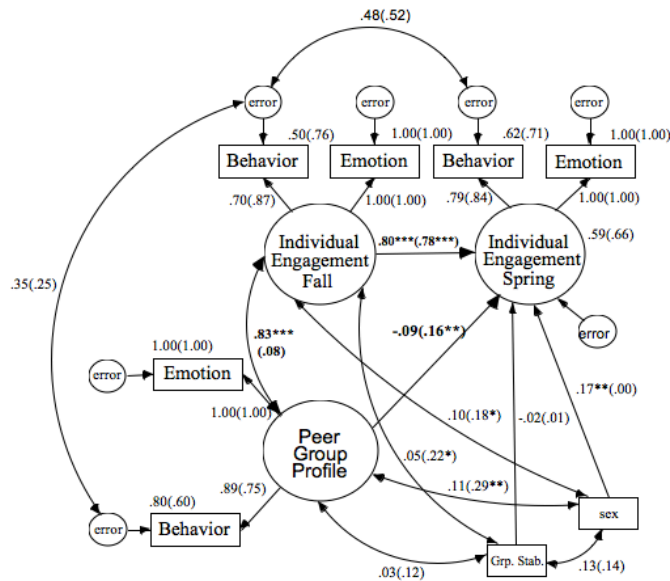 .48(.52)
error
error
error
error
.50(.76)
1.00(1.00)
.62(.71)
1.00(1.00)
Behavior
Emotion
Behavior
Emotion
.70(.87)
1.00(1.00)
.79(.84)
1.00(1.00)
Individual
Engagement
Fall
.80***(.78***)
Individual
Engagement
Spring
.59(.66)
.35(.25)
.83***
(.08)
-.09(.16**)
error
1.00(1.00)
error
Emotion
1.00(1.00)
.17**(.00)
.10(.18*)
-.02(.01)
Peer
Group
Profile
.05(.22*)
.11(.29**)
.89(.75)
.80(.60)
error
Behavior
sex
Grp. Stab.
.03(.12)
.13(.14)